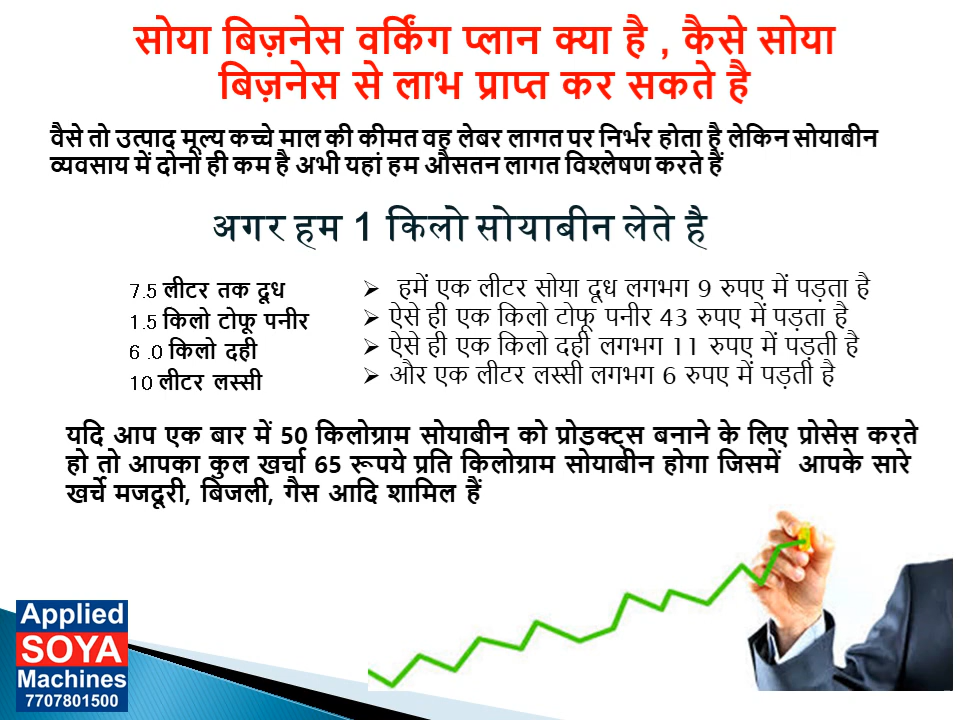 सोया बिज़नेस वर्किंग प्लान क्या है , कैसे सोया
बिज़नेस से लाभ प्राप्त कर सकते है
वैसे तो उत्पाद मूल्य कच्चे माल की कीमत वह लेबर लागत पर निर्भर होता है लेकिन सोयाबीन
व्यवसाय में दोनों ही कम है अभी यहां हम औसतन लागत विश्लेषण करते हैं
अगर हम 1 किलो सोयाबीन लेते है
7.5 लीटर तक दूध
1.5 किलो टोफू पनीर
6 .0 किलो दही
10 लीटर लस्सी
➢ हमें एक लीटर सोया दूध लगभग 9 रुपए में पड़ता है
➢ ऐसे ही एक किलो टोफू पनीर 43 रुपए में पड़ता है
➢ ऐसे ही एक किलो दही लगभग 11 रुपए में पड़ती है
➢ और एक लीटर लस्सी लगभग 6 रुपए में पड़ती है
यदि आप एक बार में 50 किलोग्राम सोयाबीन को प्रोडक्ट्स बनाने के लिए प्रोसेस करते
हो तो आपका कुल खर्चा 65 रूपये प्रति किलोग्राम सोयाबीन होगा जिसमें आपके सारे
खर्चे मजदूरी, बिजली, गैस आदि शामिल हैं
Applied
SOYA
Machines
7707801500